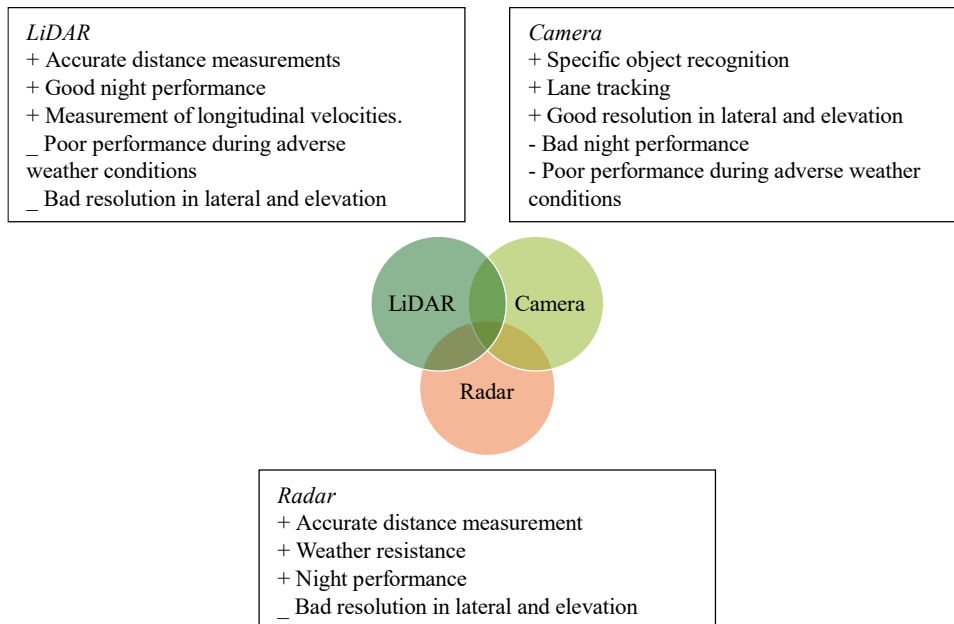 LiDAR
+ Accurate distance measurements
+ Good night performance
+ Measurement of longitudinal velocities.
_ Poor performance during adverse
weather conditions
_ Bad resolution in lateral and elevation
Camera
+ Specific object recognition
+ Lane tracking
+ Good resolution in lateral and elevation
- Bad night performance
- Poor performance during adverse weather
conditions
LiDAR
Camera
Radar
Radar
+ Accurate distance measurement
+ Weather resistance
+ Night performance
_ Bad resolution in lateral and elevation